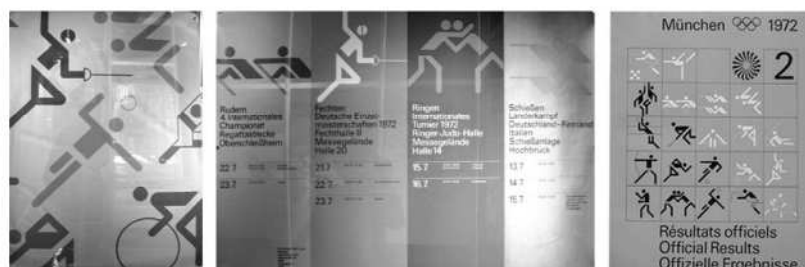 Rudern
4. Internationales
Championat
Regattastrecke
Oberschleißheim
22.7
23.7
Fechten
Deutsche Einzel
meisterschaften 1972
Fechthalle II
Messegelände
Halle 20
21.7
22.7
23.7
Ringen
Internationales
Turnier 1972
Ringer-Judo-Halle
Messegelände
Halle 14
15.7
16.7
Schießen
Länderkampf
Deutschland-Finnland
Italien
Schießanlage
Hochbrück
13.7
14.7
15.7
München 1972
2
Résultats officiels
Official Results
Offizielle Ergebnisse